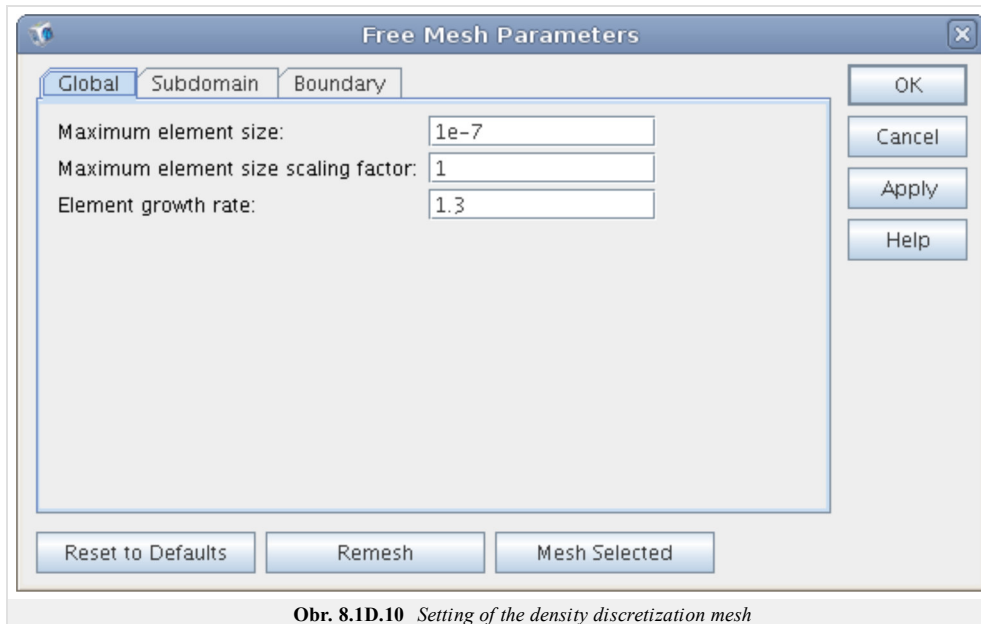 Free Mesh Parameters
Global Subdomain Boundary
OK
Cancel
Apply
Help
Maximum element size: 1e-7
Maximum element size scaling factor: 1
Element growth rate: 1.3
Reset to Defaults Remesh Mesh Selected
Obr. 8.1D.10 Setting of the density discretization mesh